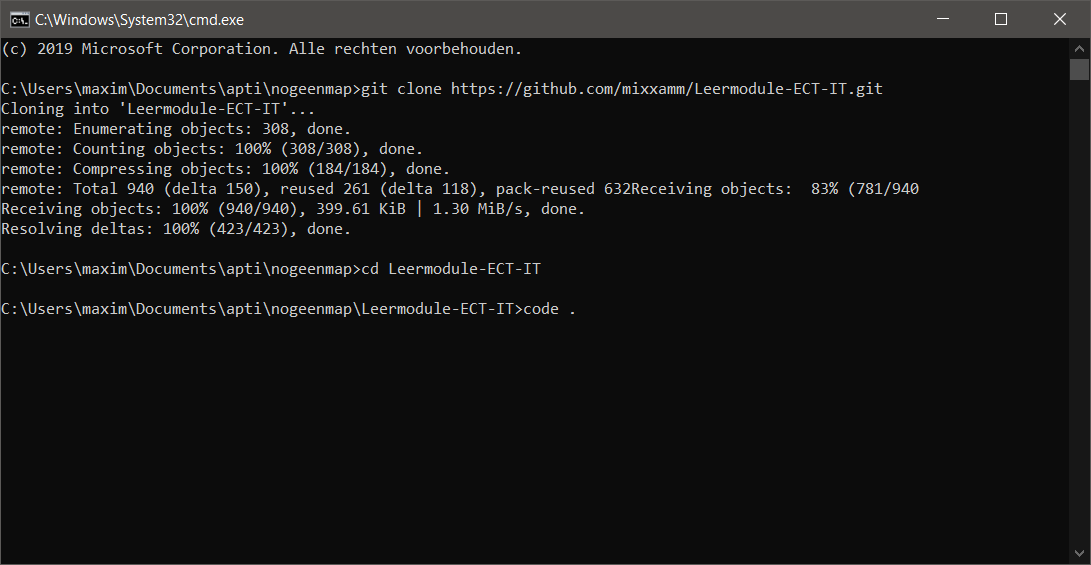 C:\Windows\System32\cmd.exe
(c) 2019 Microsoft Corporation. Alle rechten voorbehouden.
C:\Users\maxim\Documents\apti\nogeenmap>git clone https://github.com/mixxamm/Leermodule-ECT-IT.git
Cloning into 'Leermodule-ECT-IT'...
remote: Enumerating objects: 308, done.
remote: Counting objects: 100% (308/308), done.
remote: Compressing objects: 100% (184/184), done.
remote: Total 940 (delta 150), reused 261 (delta 118), pack-reused 632Receiving objects:  83% (781/940
Receiving objects: 100% (940/940), 399.61 KiB | 1.30 MiB/s, done.
Resolving deltas: 100% (423/423), done.
C:\Users\maxim\Documents\apti\nogeenmap>cd Leermodule-ECT-IT
C:\Users\maxim\Documents\apti\nogeenmap\Leermodule-ECT-IT>code .